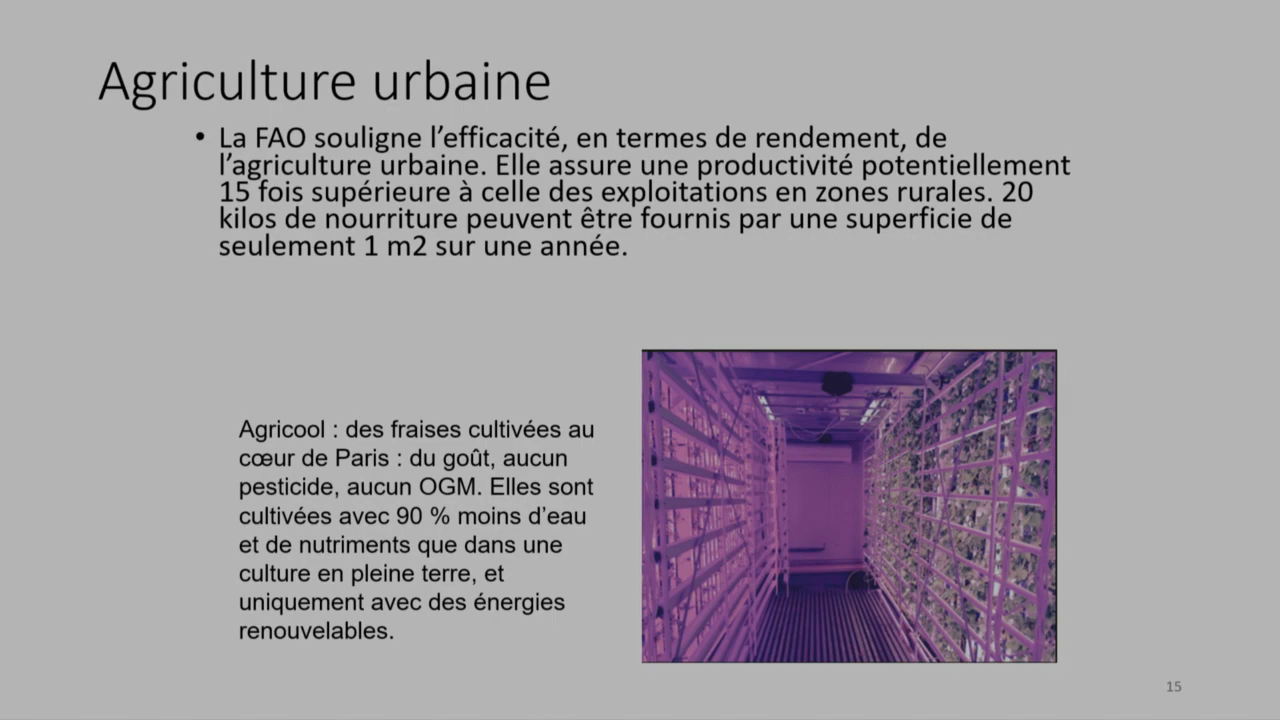 Agriculture urbaine
• La FAO souligne l’efficacité, en termes de rendement, de
l’agriculture urbaine. Elle assure une productivité potentiellement
15 fois supérieure à celle des exploitations en zones rurales. 20
kilos de nourriture peuvent être fournis par une superficie de
seulement 1 m2 sur une année.
Agricool : des fraises cultivées au
cœur de Paris : du goût, aucun
pesticide, aucun OGM. Elles sont
cultivées avec 90 % moins d’eau
et de nutriments que dans une
culture en pleine terre, et
uniquement avec des énergies
renouvelables.
15